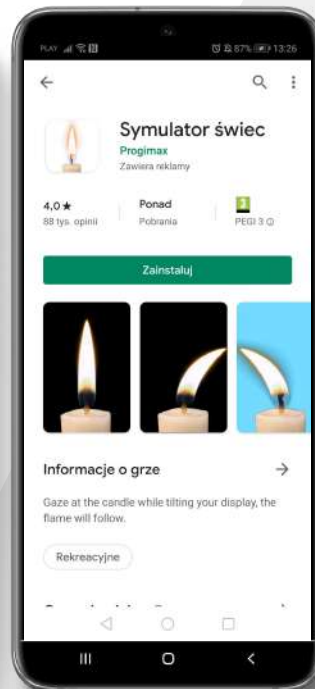 PLAY 87% 13:26
Symulator świec
Progimax
Zawiera reklamy
4,0★ Ponad 3
88 tys. opinii Pobrania PEGI 3
Zainstaluj
Informacje o grze →
Gaze at the candle while tilting your display, the
flame will follow.
Rekreacyjne